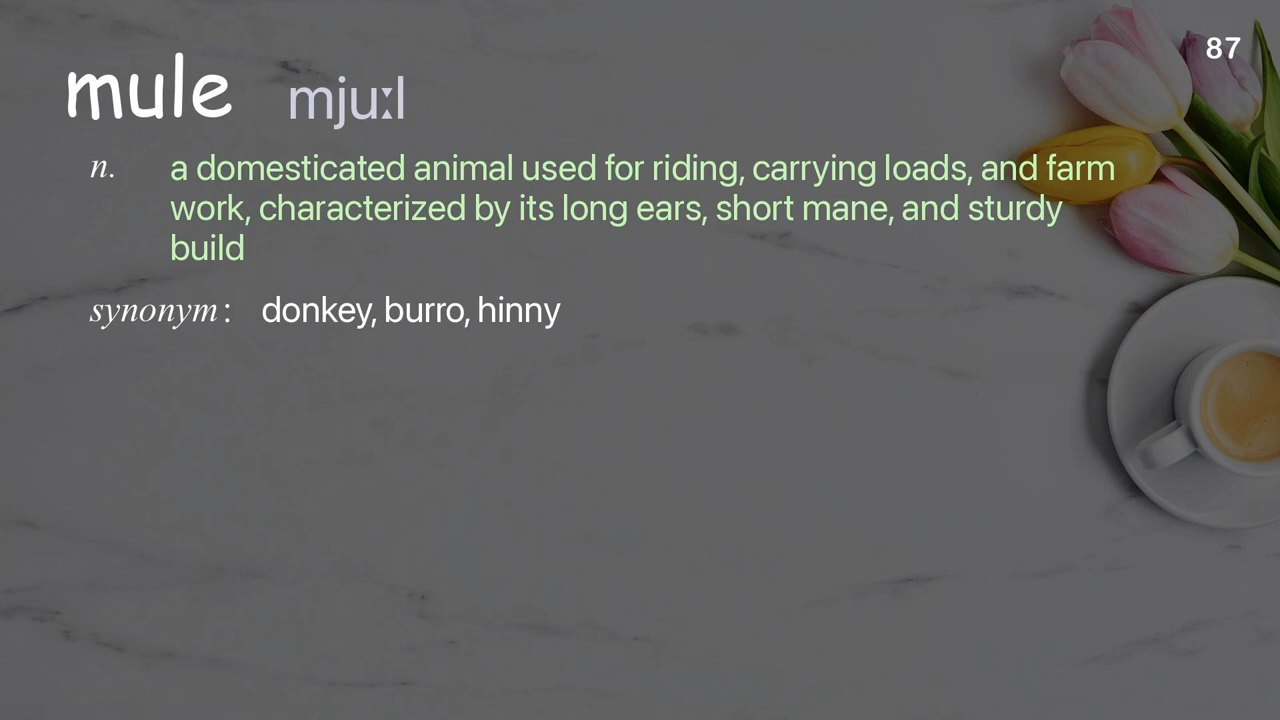 87
mule mjuːl
n. a domesticated animal used for riding, carrying loads, and farm
work, characterized by its long ears, short mane, and sturdy
build
synonym: donkey, burro, hinny